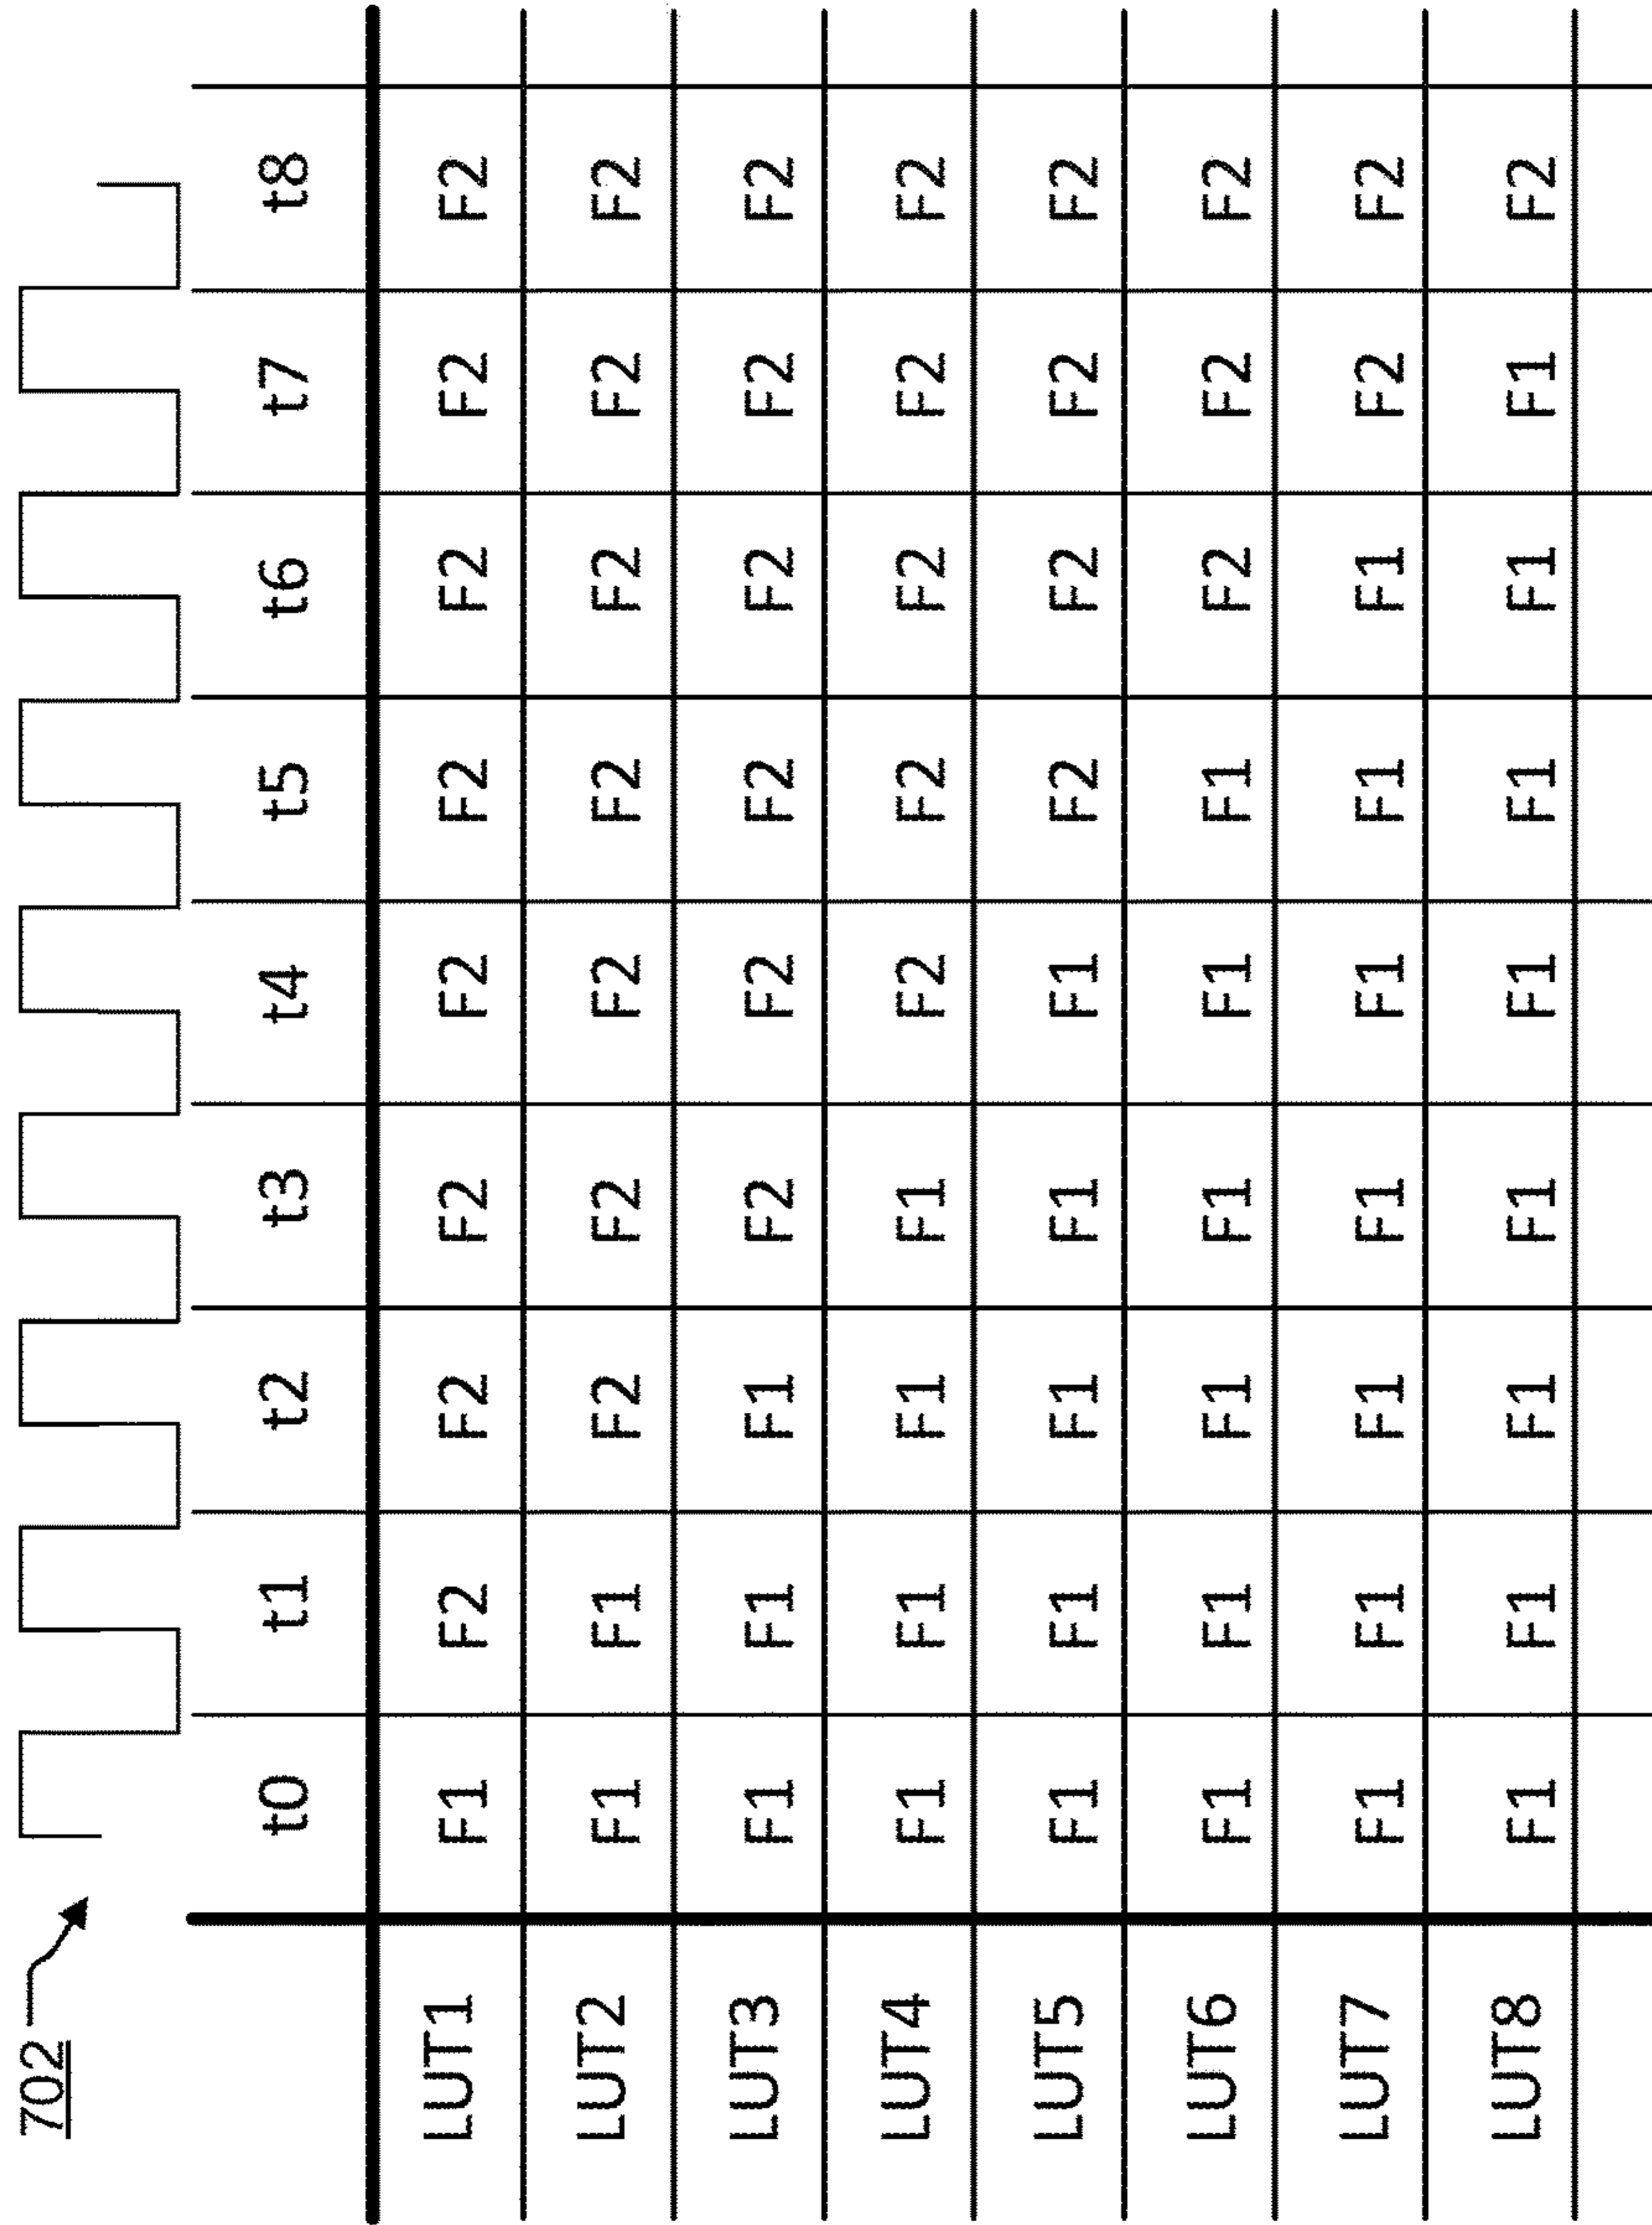 702
t0 t1 t2 t3 t4 t5 t6 t7 t8
LUT1 F1 F2 F2 F2 F2 F2 F2 F2 F2
LUT2 F1 F1 F2 F2 F2 F2 F2 F2 F2
LUT3 F1 F1 F1 F2 F2 F2 F2 F2 F2
LUT4 F1 F1 F1 F1 F2 F2 F2 F2 F2
LUT5 F1 F1 F1 F1 F1 F2 F2 F2 F2
LUT6 F1 F1 F1 F1 F1 F1 F2 F2 F2
LUT7 F1 F1 F1 F1 F1 F1 F1 F2 F2
LUT8 F1 F1 F1 F1 F1 F1 F1 F1 F2